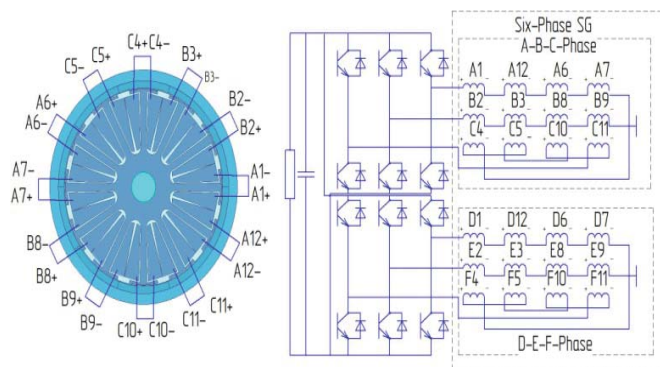 C4+ C4-
C5+
C5-
B3+
B3-
A6+
A6-
B2-
B2+
A7-
A7+
A1-
A1+
B8-
B8+
A12+
A12-
B9+
B9-
C11+
C11-
C10+ C10-
Six-Phase SG
A-B-C-Phase
A1 A12 A6 A7
B2 B3 B8 B9
C4 C5 C10 C11
D1 D12 D6 D7
E2 E3 E8 E9
F4 F5 F10 F11
D-E-F-Phase